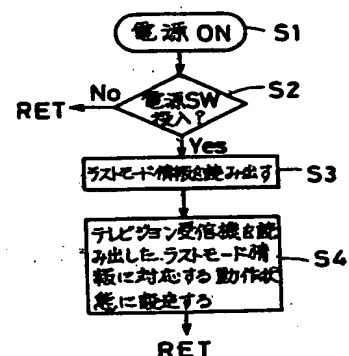 電源 ON
S1
No
電源SW
投入?
S2
RET
Yes
ラストモード情報を読み出す
S3
テレビジョン受信機を読
み出した、ラストモード情
報に対応する動作状
態に設定する
S4
RET